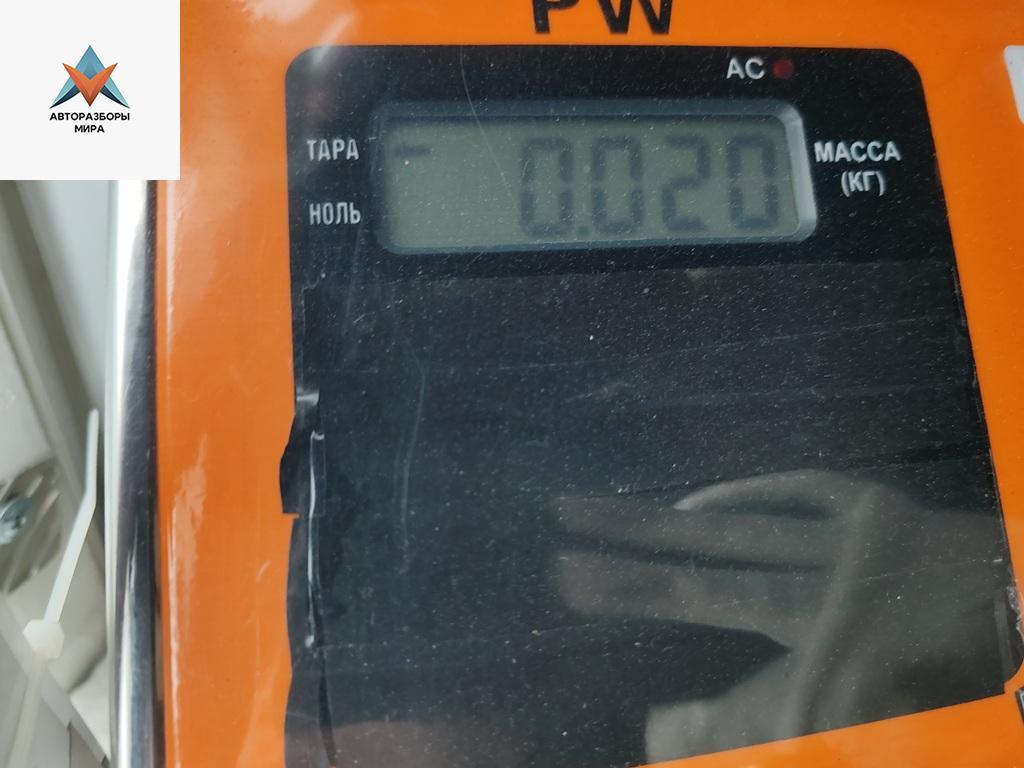 PW
АВТОРАЗБОРЫ
МИРА
AC
ТАРА
0.020
МАССА
(КГ)
НОЛЬ